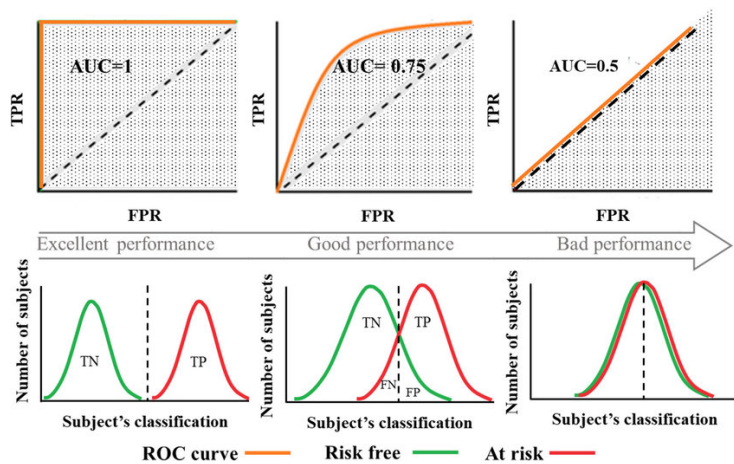 TPR
AUC=1
FPR
TPR
AUC= 0.75
FPR
TPR
AUC=0.5
FPR
Excellent performance
Good performance
Bad performance
Number of subjects
TN
TP
Subject's classification
Number of subjects
TN
TP
FN
FP
Subject's classification
Number of subjects
Subject's classification
ROC curve
Risk free
At risk